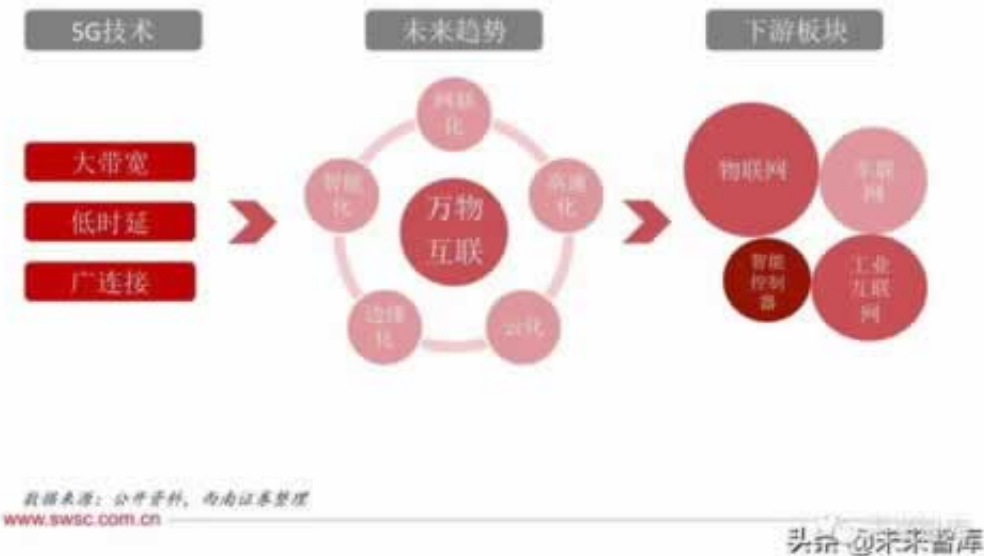 5G技术
未来趋势
下游板块
大带宽
低时延
广连接
网联
化
智能
化
高速
化
万物
互联
边缘
化
云化
物联网
车联
网
智能
控制
器
工业
互联
网
数据来源：公开资料，西南证券整理
www.swsc.com.cn
头条 @未来智库